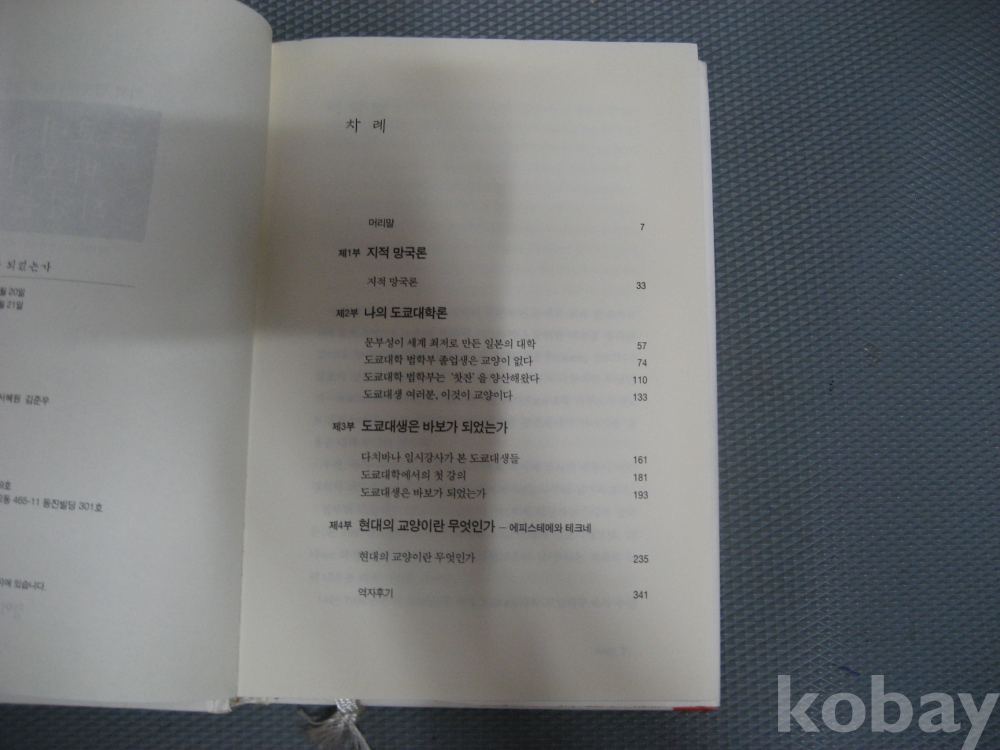 되었는가
월 20일
월 21일
서혜원 김준우
465-11 동진빌딩 301호
에 있습니다.
차 례
머리말 7
제1부 지적 망국론
지적 망국론 33
제2부 나의 도쿄대학론
문부성이 세계 최저로 만든 일본의 대학 57
도쿄대학 법학부 졸업생은 교양이 없다 74
도쿄대학 법학부는 '찻잔'을 양산해왔다 110
도쿄대생 여러분, 이것이 교양이다 133
제3부 도쿄대생은 바보가 되었는가
다치바나 임시강사가 본 도쿄대생들 161
도쿄대학에서의 첫 강의 181
도쿄대생은 바보가 되었는가 193
제4부 현대의 교양이란 무엇인가 – 에피스테메와 테크네
현대의 교양이란 무엇인가 235
역자후기 341
kobay